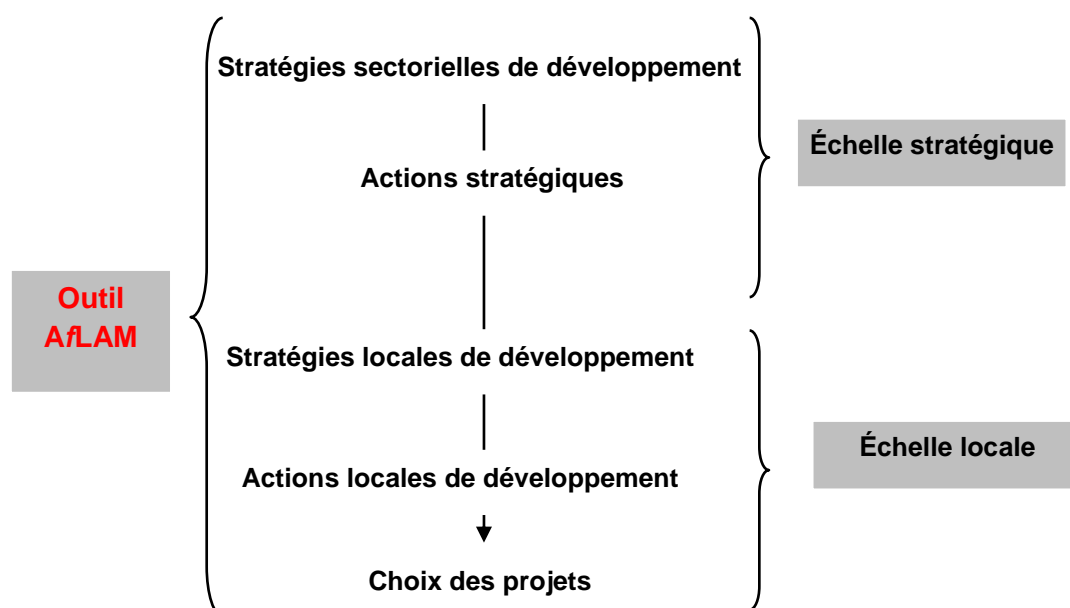 Stratégies sectorielles de développement
Échelle stratégique
Actions stratégiques
Outil
AfLAM
Stratégies locales de développement
Échelle locale
Actions locales de développement
Choix des projets